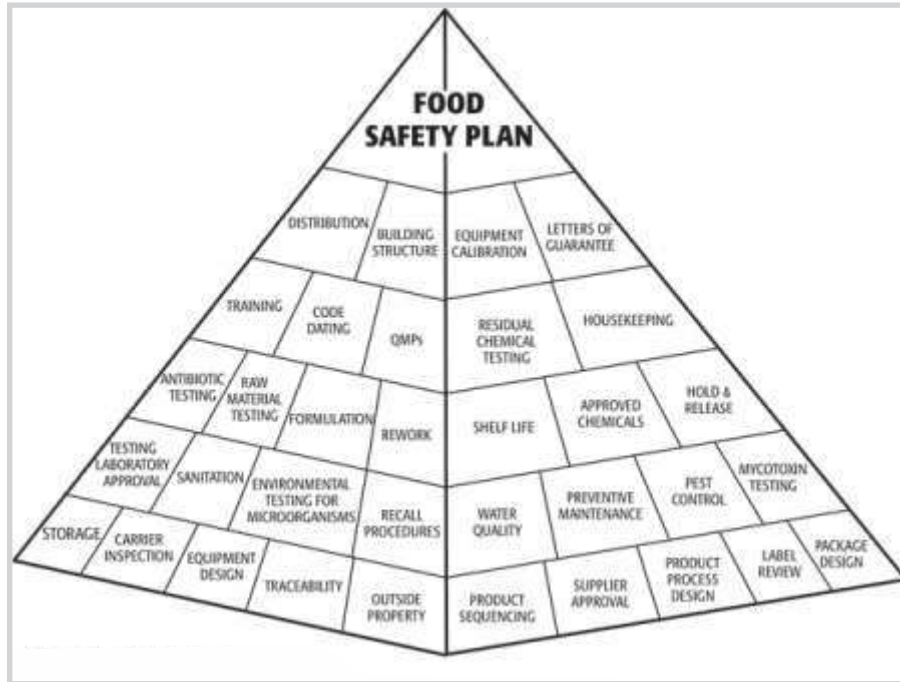 FOOD
SAFETY PLAN
DISTRIBUTION
BUILDING
STRUCTURE
EQUIPMENT
CALIBRATION
LETTERS OF
GUARANTEE
TRAINING
CODE
DATING
QMPs
RESIDUAL
CHEMICAL
TESTING
HOUSEKEEPING
ANTIBIOTIC
TESTING
RAW
MATERIAL
TESTING
FORMULATION
REWORK
SHELF LIFE
APPROVED
CHEMICALS
HOLD &
RELEASE
TESTING
LABORATORY
APPROVAL
SANITATION
ENVIRONMENTAL
TESTING FOR
MICROORGANISMS
RECALL
PROCEDURES
WATER
QUALITY
PREVENTIVE
MAINTENANCE
PEST
CONTROL
MYCOTOXIN
TESTING
STORAGE
CARRIER
INSPECTION
EQUIPMENT
DESIGN
TRACEABILITY
OUTSIDE
PROPERTY
PRODUCT
SEQUENCING
SUPPLIER
APPROVAL
PRODUCT
PROCESS
DESIGN
LABEL
REVIEW
PACKAGE
DESIGN